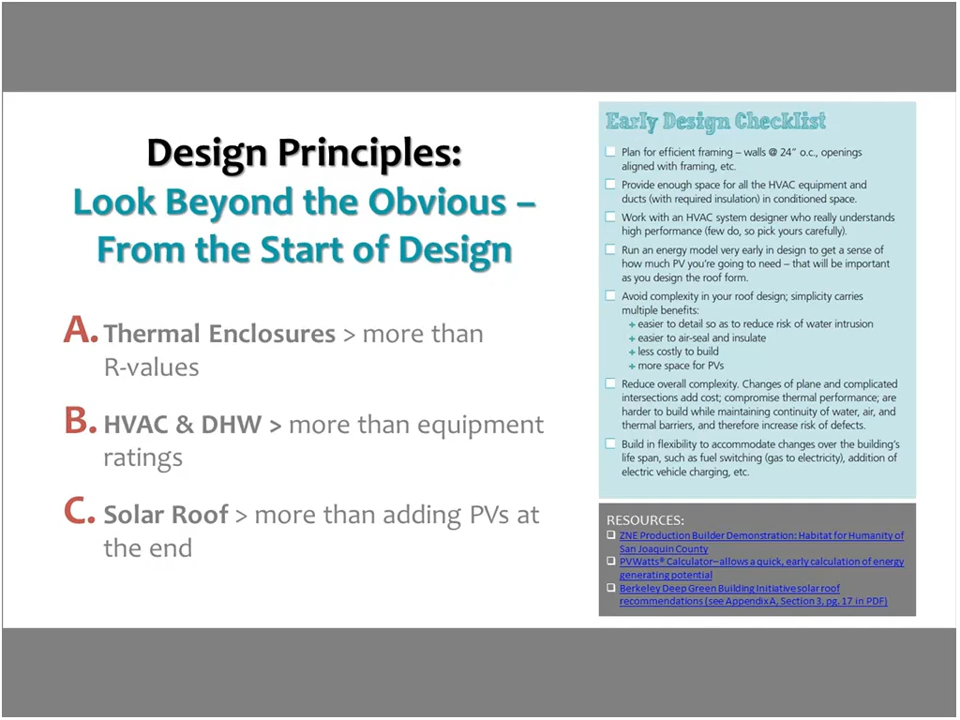 Design Principles:
Look Beyond the Obvious –
From the Start of Design
A. Thermal Enclosures > more than
R-values
B. HVAC & DHW > more than equipment
ratings
C. Solar Roof > more than adding PVs at
the end
Early Design Checklist
Plan for efficient framing – walls @ 24" o.c., openings
aligned with framing, etc.
Provide enough space for all the HVAC equipment and
ducts (with required insulation) in conditioned space.
Work with an HVAC system designer who really understands
high performance (few do, so pick yours carefully).
Run an energy model very early in design to get a sense of
how much PV you're going to need – that will be important
as you design the roof form.
Avoid complexity in your roof design; simplicity carries
multiple benefits:
+ easier to detail so as to reduce risk of water intrusion
+ easier to air-seal and insulate
+ less costly to build
+ more space for PVs
Reduce overall complexity. Changes of plane and complicated
intersections add cost; compromise thermal performance; are
harder to build while maintaining continuity of water, air, and
thermal barriers, and therefore increase risk of defects.
Build in flexibility to accommodate changes over the building's
life span, such as fuel switching (gas to electricity), addition of
electric vehicle charging, etc.
RESOURCES:
ZNE Production Builder Demonstration: Habitat for Humanity of
San Joaquin County
PVWatts® Calculator–allows a quick, early calculation of energy
generating potential
Berkeley Deep Green Building Initiative solar roof
recommendations (see Appendix A, Section 3, pg. 17 in PDF)